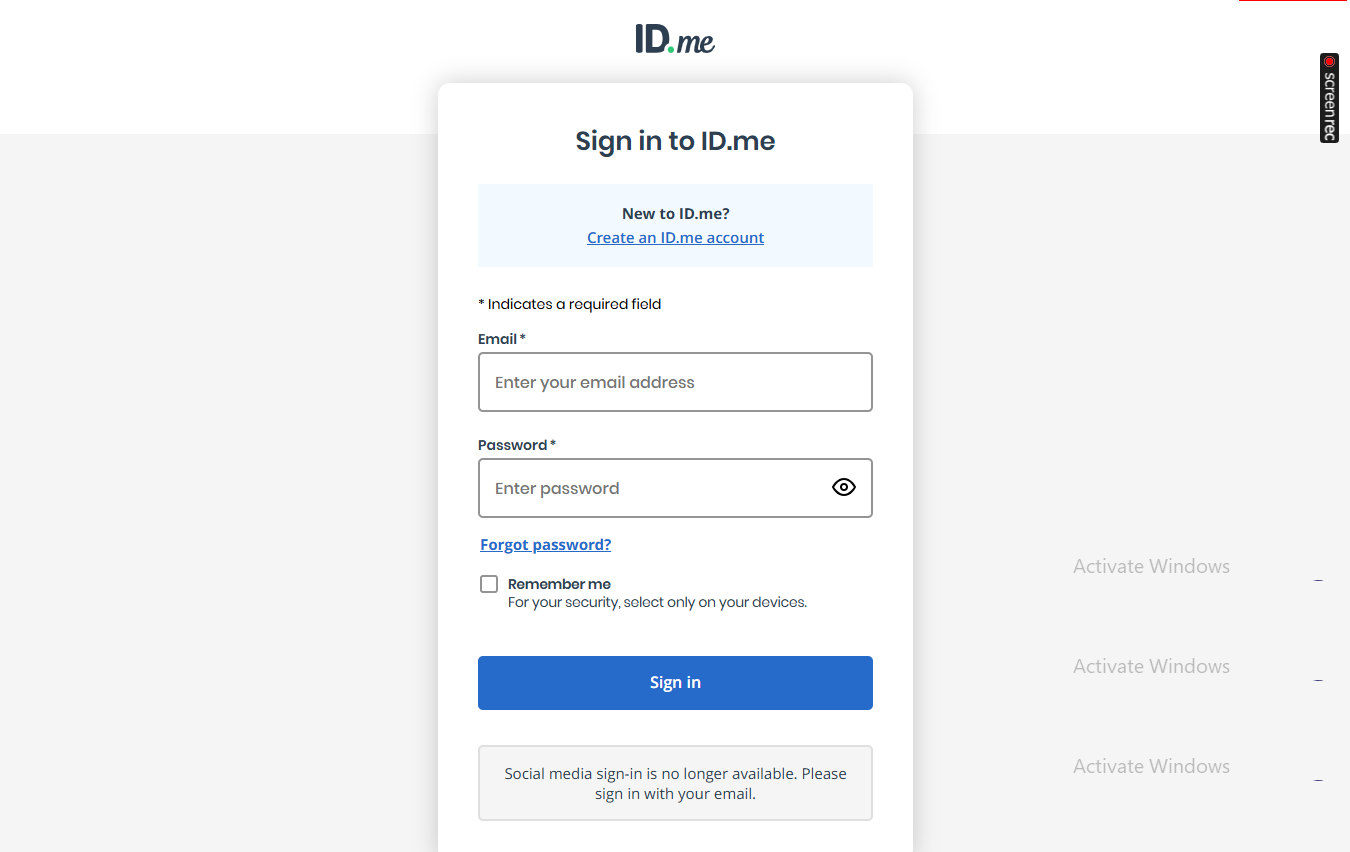 ID.me
screenrec
Sign in to ID.me
New to ID.me?
Create an ID.me account
* Indicates a required field
Email *
Enter your email address
Password *
Enter password
Forgot password?
Remember me
For your security, select only on your devices.
Sign in
Social media sign-in is no longer available. Please
sign in with your email.
Activate Windows
Activate Windows
Activate Windows